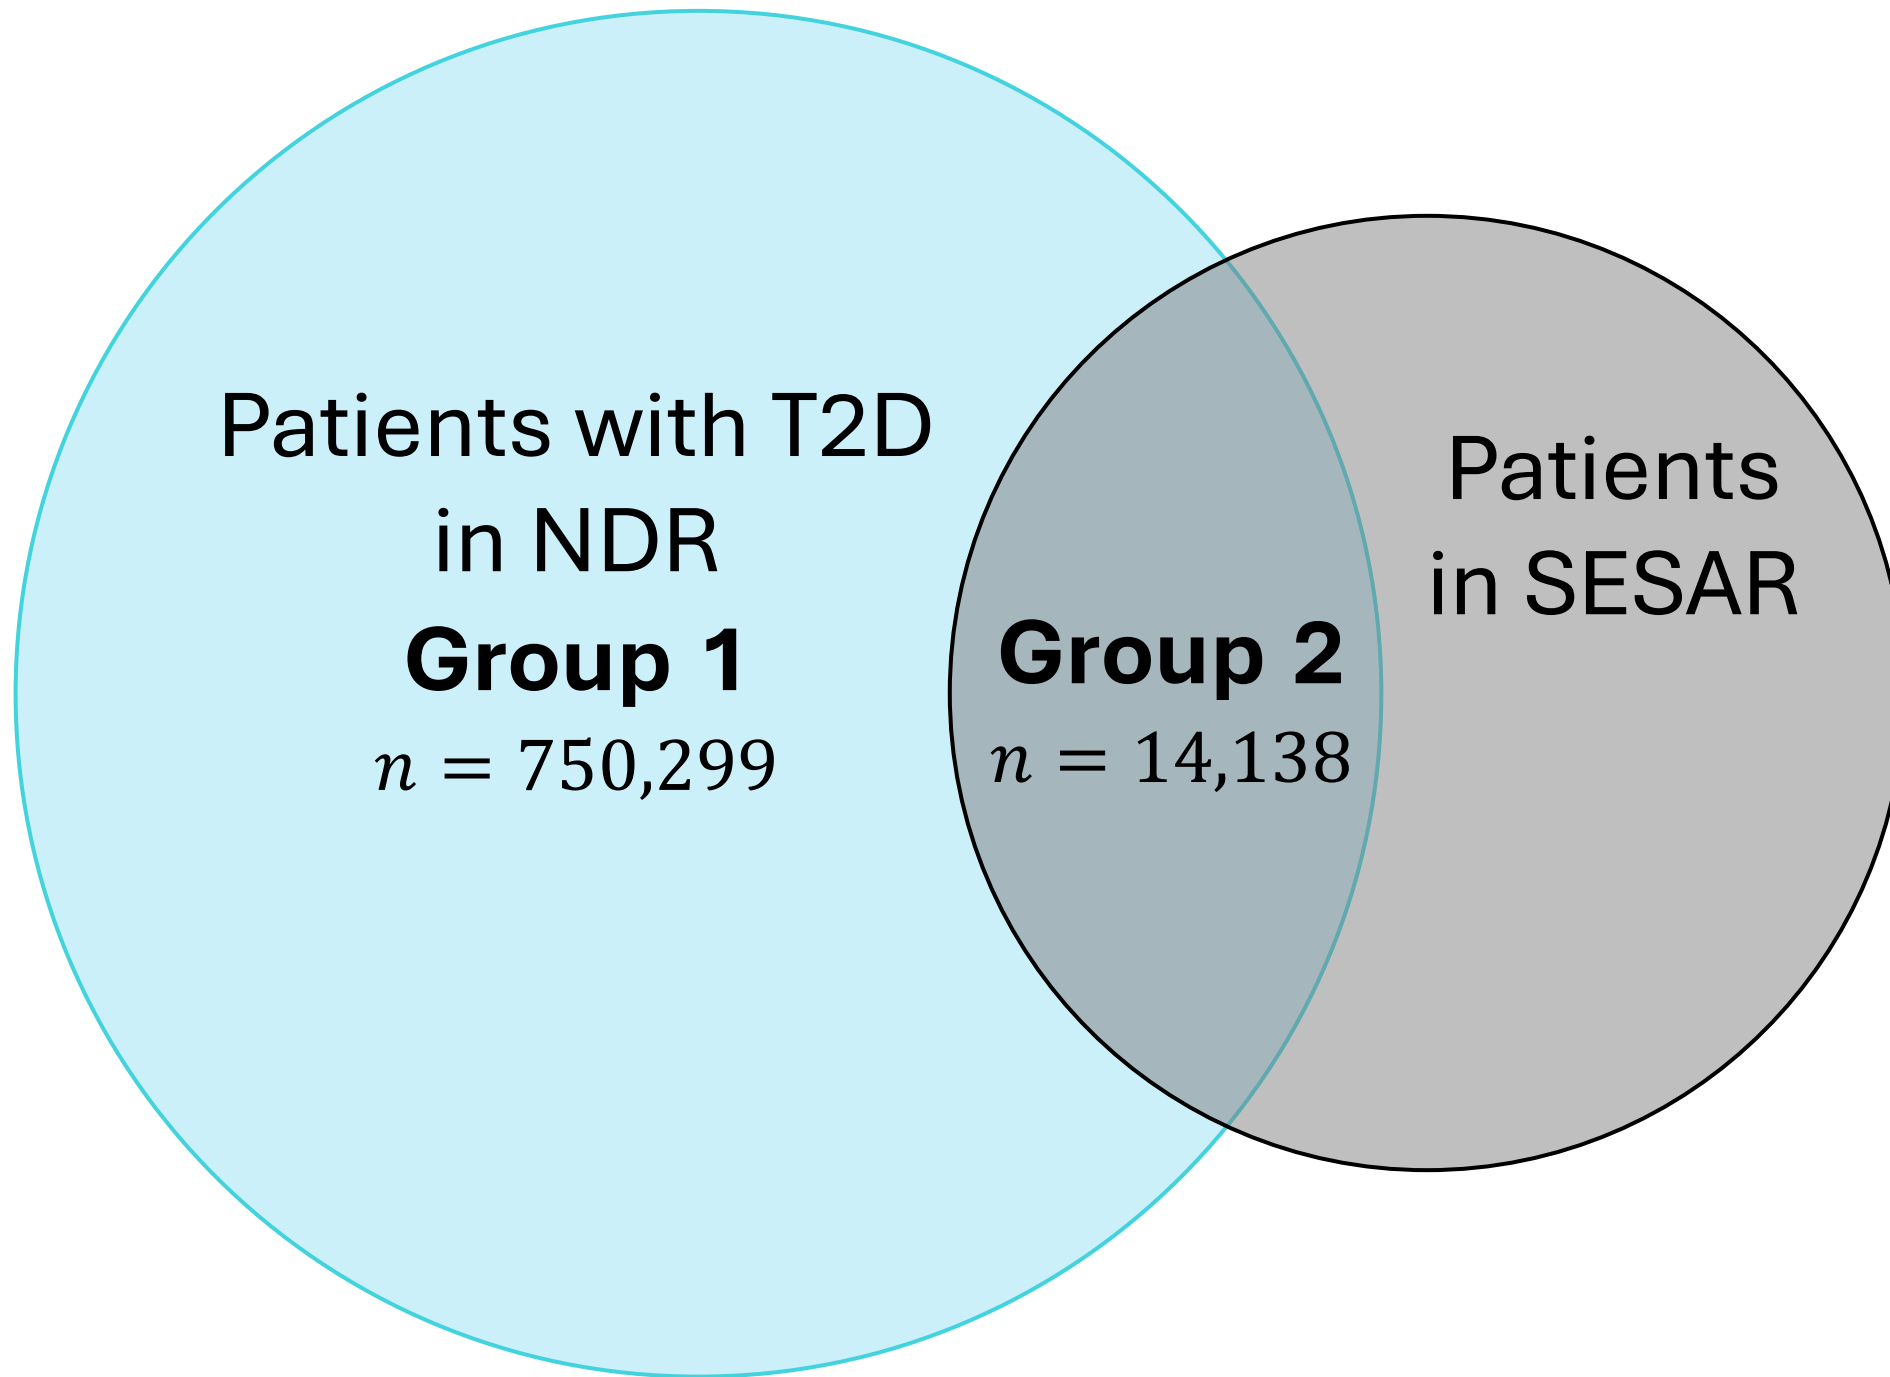 Patients with T2D
in NDR
Group 1
n = 750,299
Group 2
n = 14,138
Patients
in SESAR